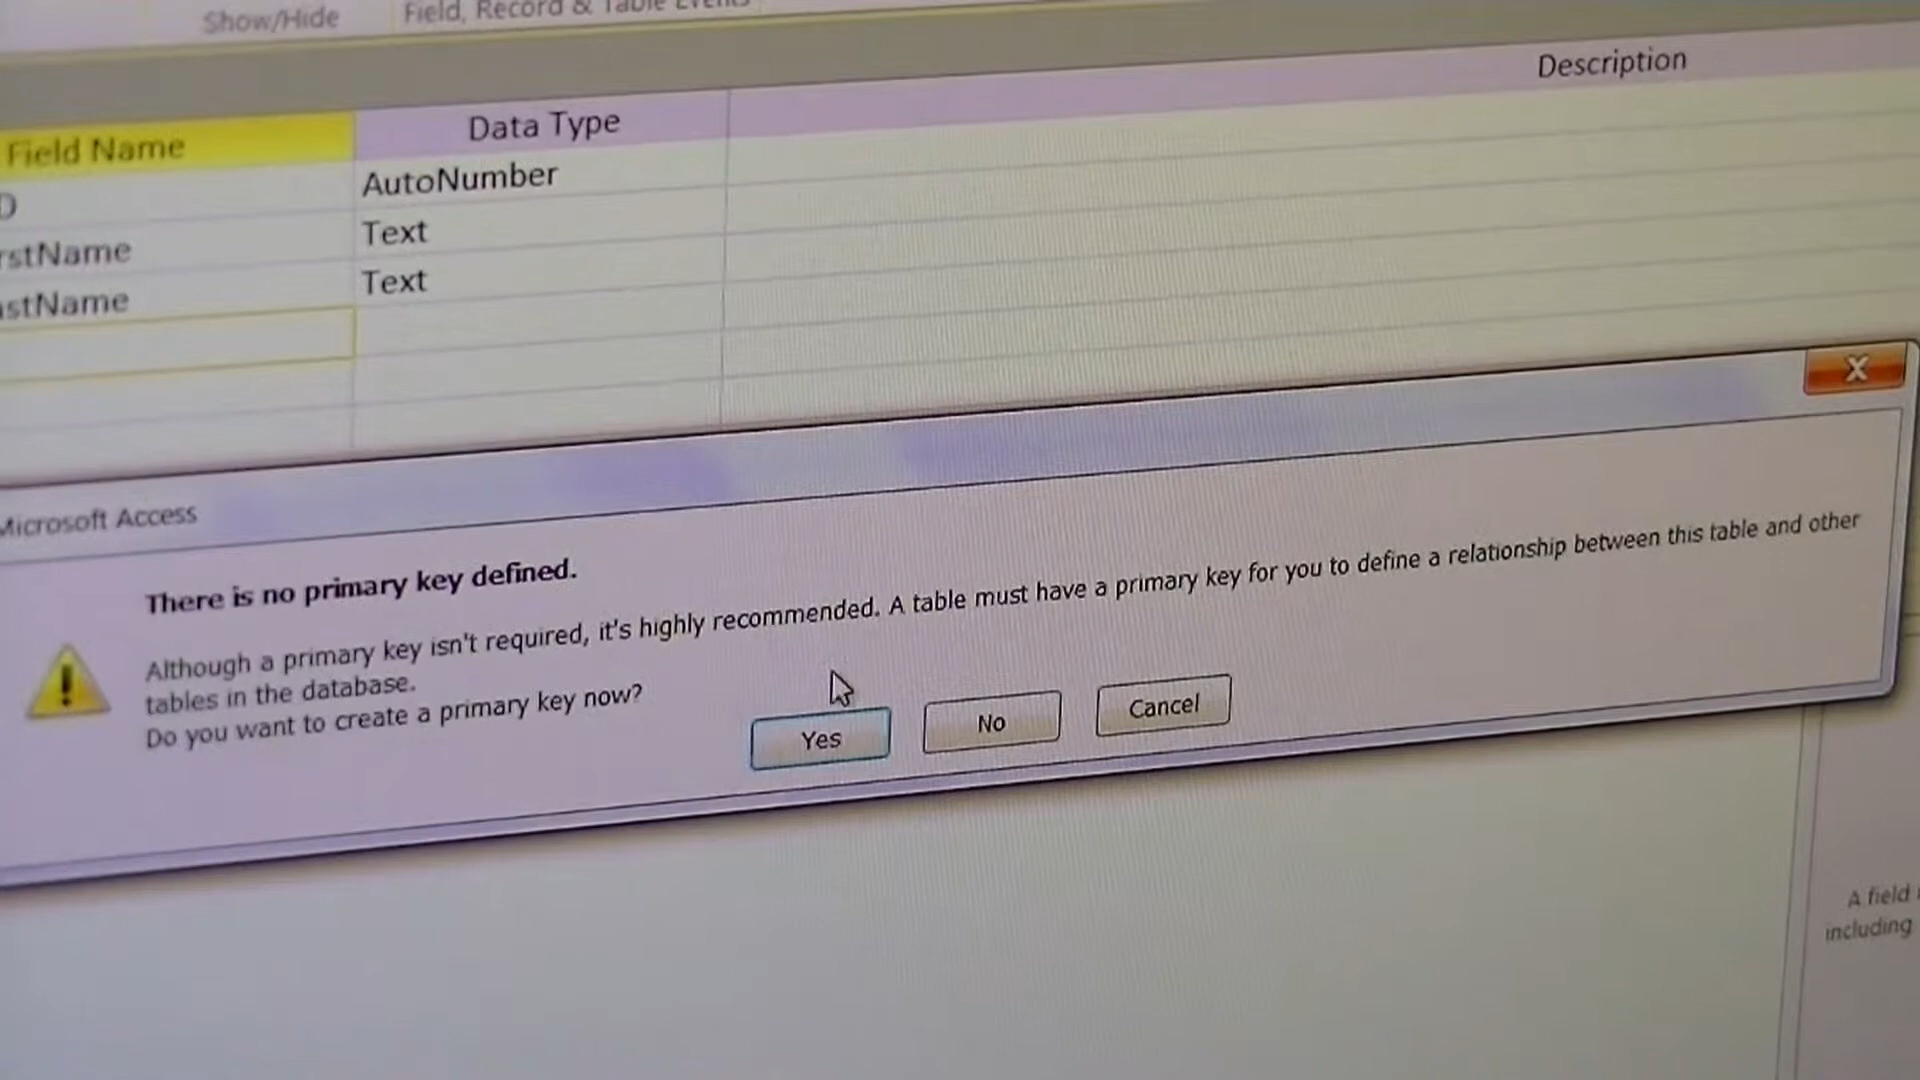 Show/Hide
Field, Record & Table Events
Field Name
Data Type
Description
D
AutoNumber
rstName
Text
astName
Text
Microsoft Access
X
There is no primary key defined.
Although a primary key isn't required, it's highly recommended. A table must have a primary key for you to define a relationship between this table and other
tables in the database.
Do you want to create a primary key now?
Yes
No
Cancel
A field
including